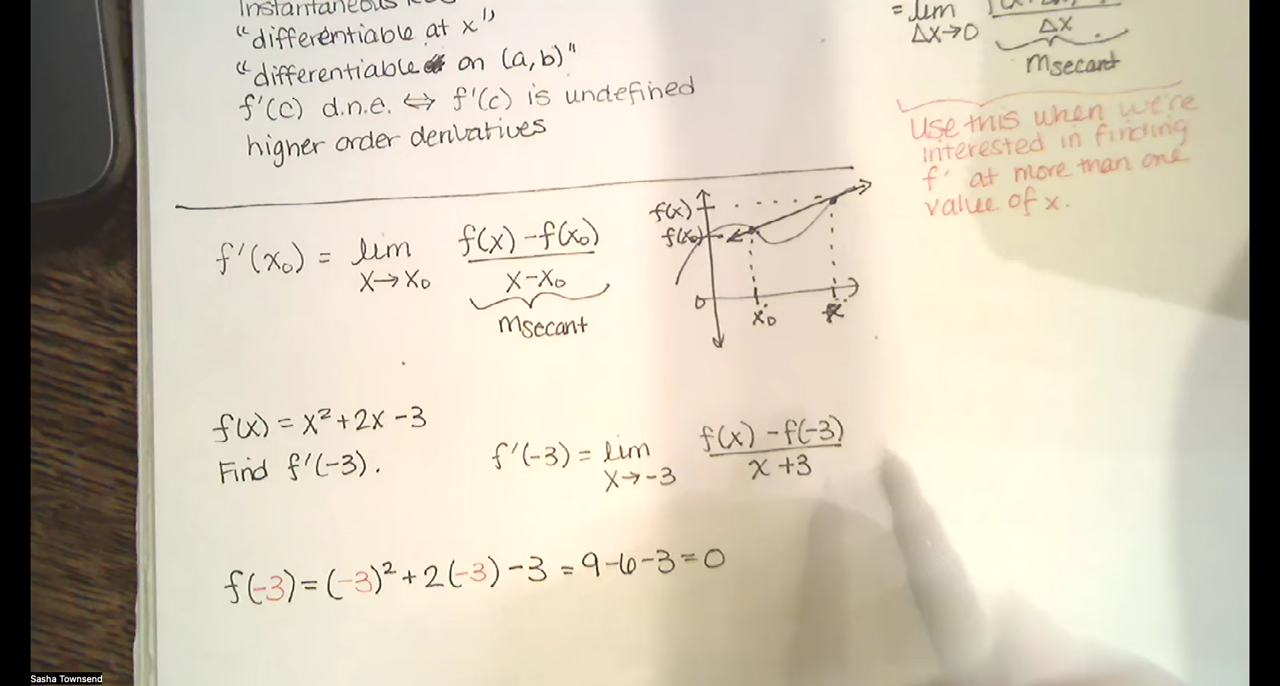 Instantaneous
"differentiable at x"
"differentiable on (a,b)"
f'(c) d.n.e. ⇔ f'(c) is undefined
higher order derivatives
= lim
Δx→0
Δx
msecant
Use this when we're
interested in finding
f' at more than one
value of x.
f'(x₀) = lim x→x₀ f(x) - f(x₀) / x - x₀
msecant
f(x)
f(x₀)
0
x₀
x
f(x) = x² + 2x - 3
Find f'(-3).
f'(-3) = lim x→-3 f(x) - f(-3) / x + 3
f(-3) = (-3)² + 2(-3) - 3 = 9 - 6 - 3 = 0
Sasha Townsend